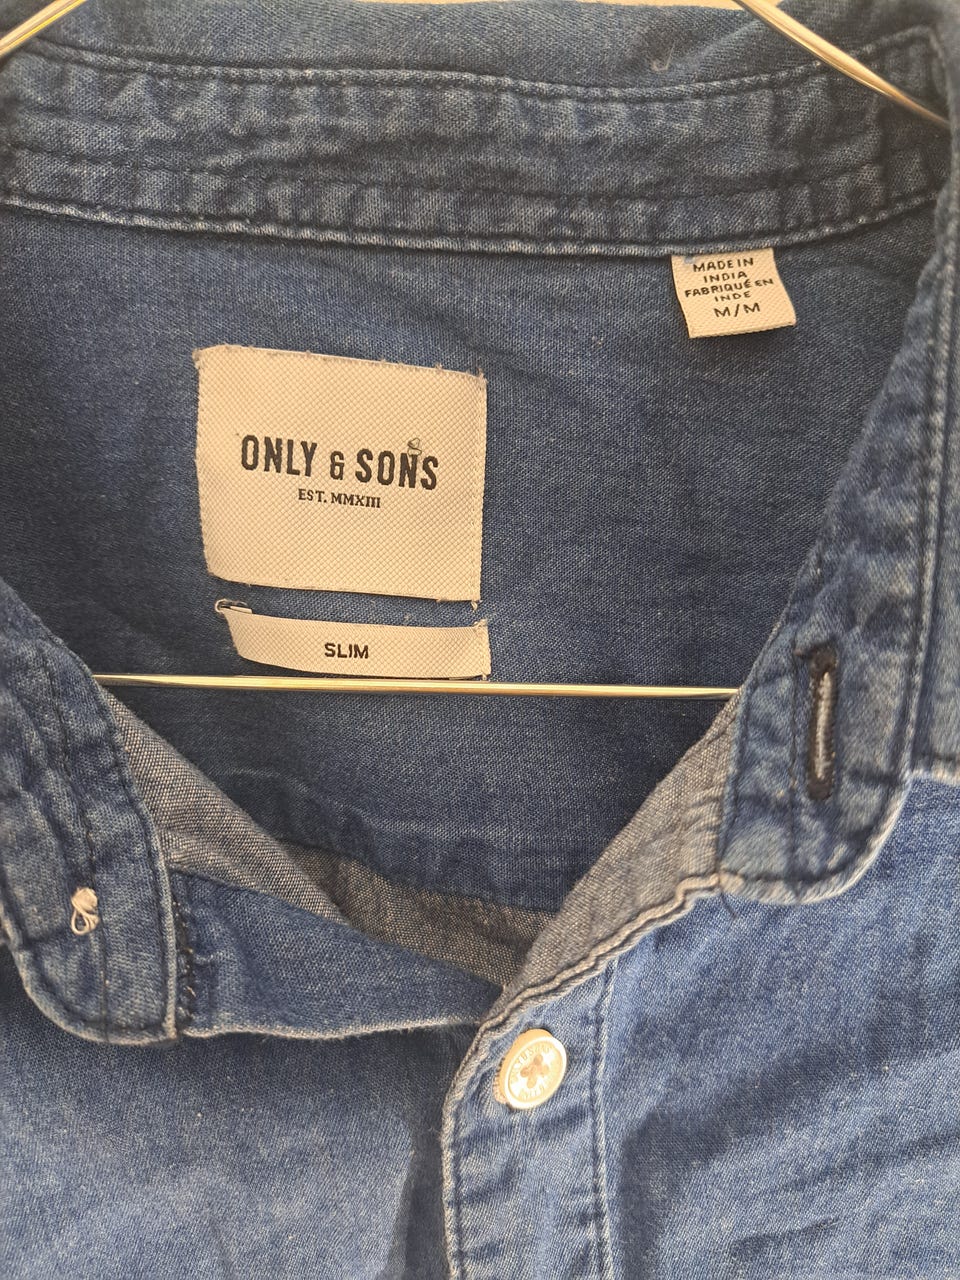 MADE IN
INDIA
FABRIQUÉ EN
INDE
M/M
ONLY & SONS
EST. MMXIII
SLIM